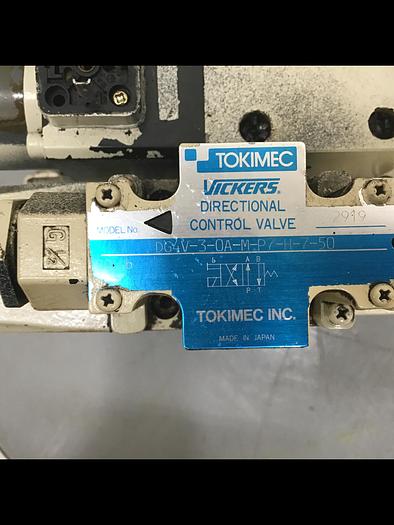 TOKIMEC
VICKERS®
DIRECTIONAL
CONTROL VALVE
2919
MODEL No.
DG4V-3-0A-M-P7-H-7-50
b
A B
P T
TOKIMEC INC.
MADE IN JAPAN